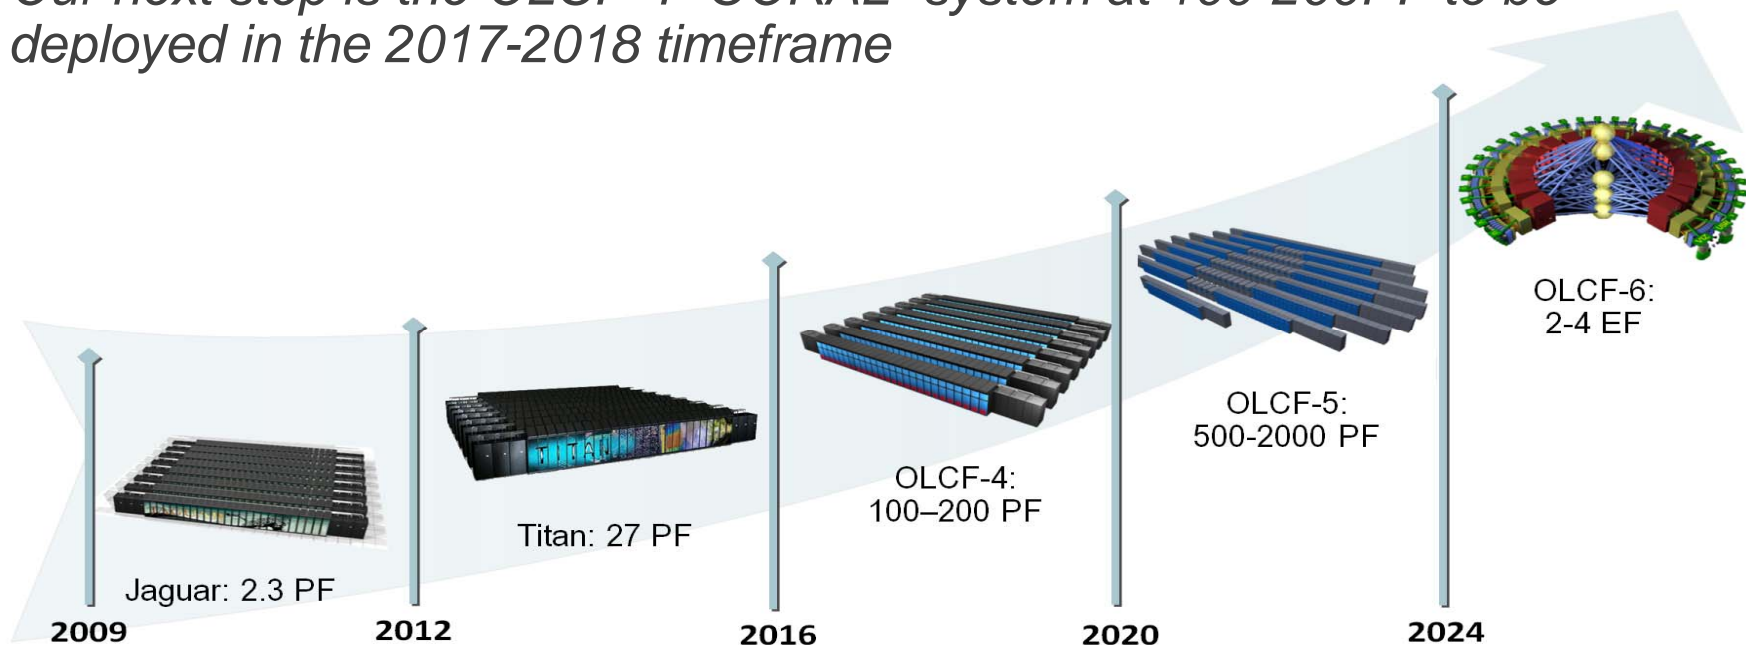 deployed in the 2017-2018 timeframe
TITAN
OLCF-6:
2-4 EF
OLCF-5:
500-2000 PF
OLCF-4:
100–200 PF
Titan: 27 PF
Jaguar: 2.3 PF
2009
2012
2016
2020
2024